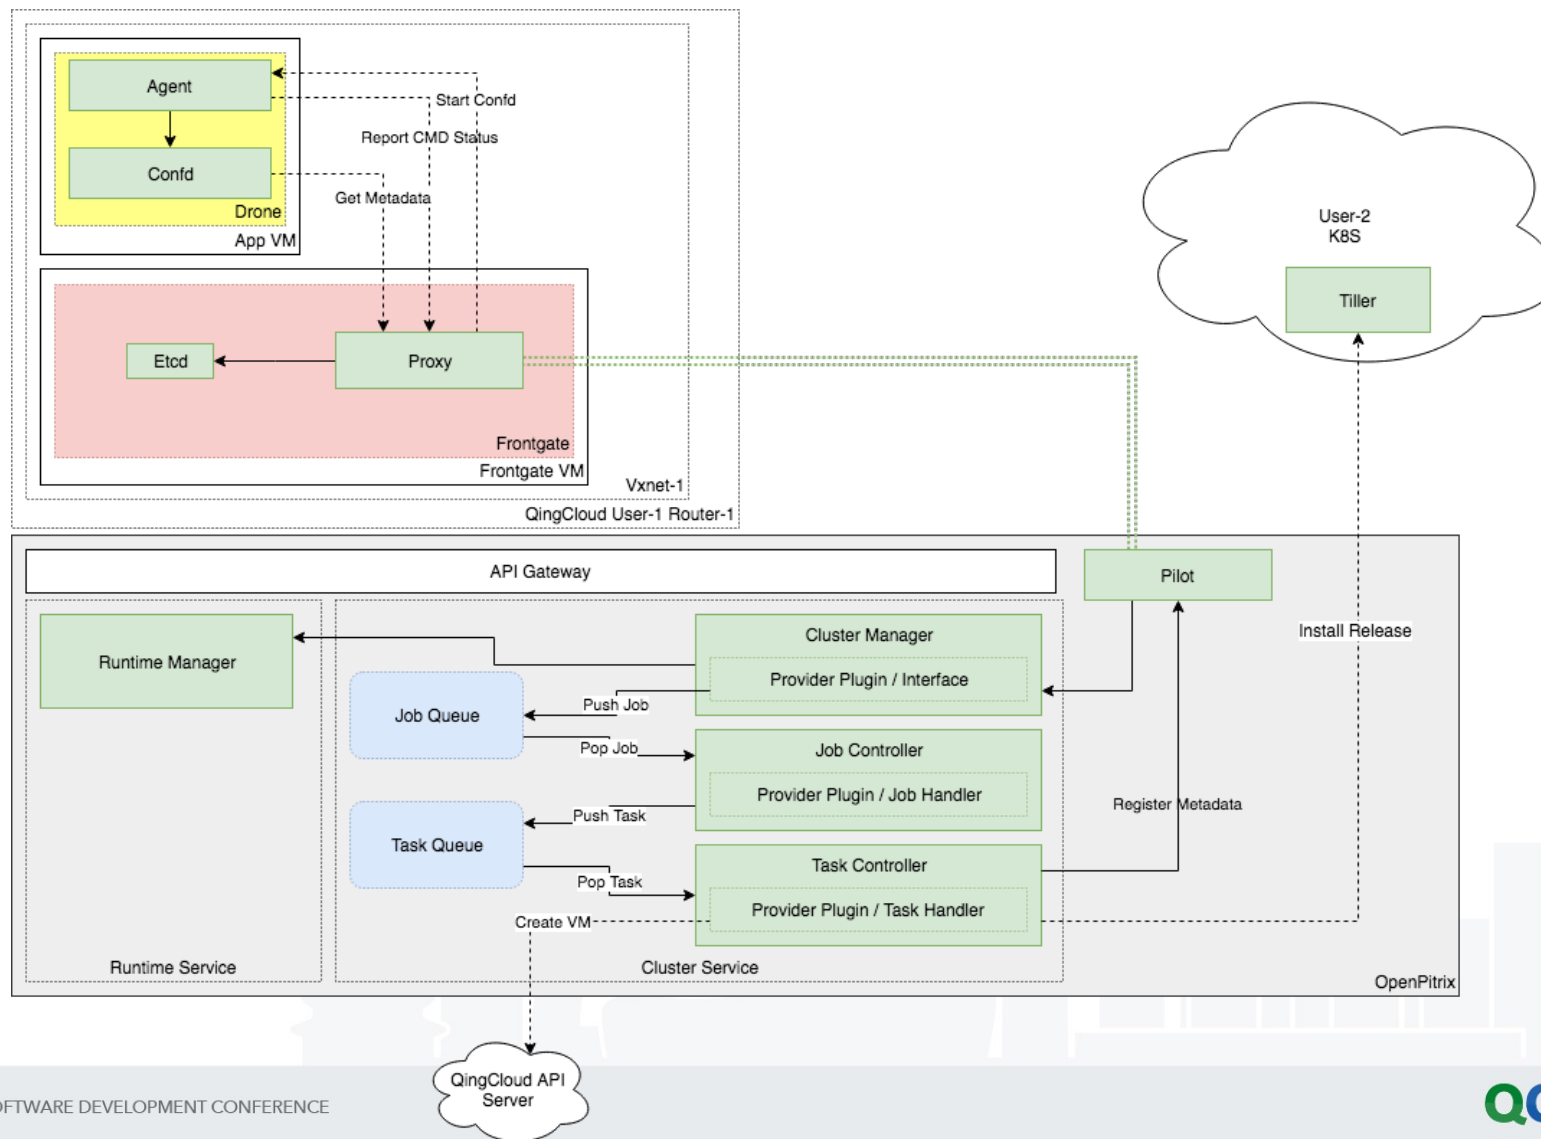 Agent
Start Confd
Report CMD Status
Confd
Get Metadata
Drone
App VM
User-2
K8S
Tiller
Etcd
Proxy
Frontgate
Frontgate VM
Vxnet-1
QingCloud User-1 Router-1
API Gateway
Pilot
Install Release
Runtime Manager
Cluster Manager
Provider Plugin / Interface
Job Queue
Push Job
Pop Job
Job Controller
Provider Plugin / Job Handler
Register Metadata
Push Task
Task Queue
Pop Task
Task Controller
Provider Plugin / Task Handler
Create VM
Runtime Service
Cluster Service
OpenPitrix
QingCloud API
Server
OFTWARE DEVELOPMENT CONFERENCE
Q